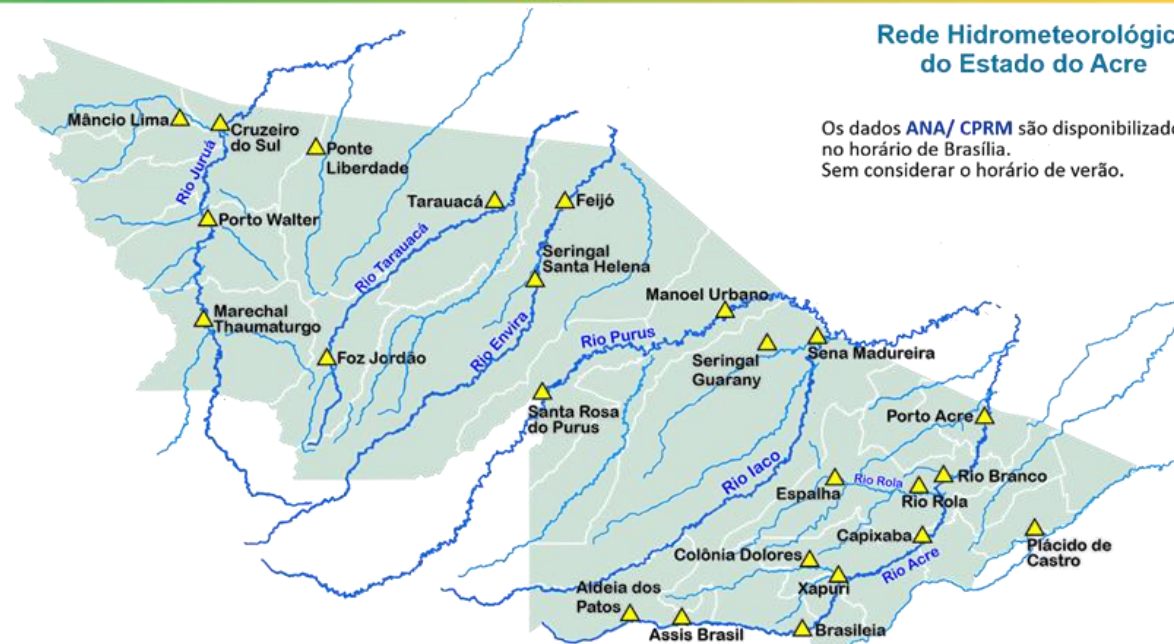 Rede Hidrometeorológic
do Estado do Acre
Os dados ANA/ CPRM são disponibilizado
no horário de Brasília.
Sem considerar o horário de verão.
Mâncio Lima
Cruzeiro
do Sul
Ponte
Liberdade
Rio Juruá
Tarauacá
Feijó
Porto Walter
Rio Tarauacá
Seringal
Santa Helena
Manoel Urbano
Marechal
Thaumaturgo
Rio Envira
Rio Purus
Foz Jordão
Seringal
Guarany
Sena Madureira
Santa Rosa
do Purus
Porto Acre
Rio Iaco
Espalha
Rio Rola
Rio Rola
Rio Branco
Capixaba
Plácido de
Castro
Colônia Dolores
Rio Acre
Xapuri
Aldeia dos
Patos
Assis Brasil
Brasileia